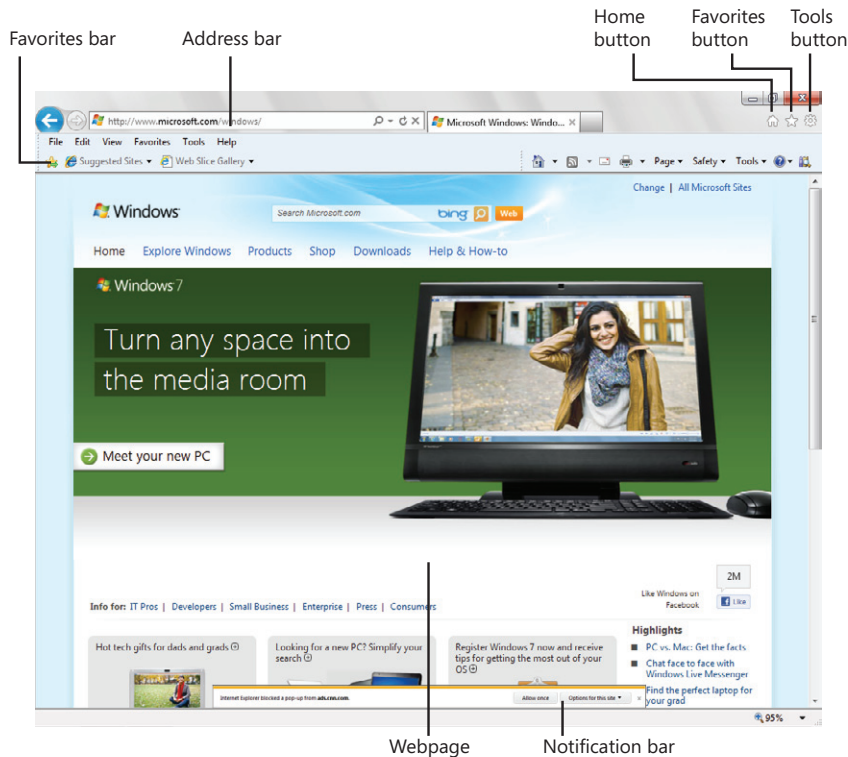 Home button
Favorites button
Tools button
Favorites bar
Address bar
http://www.microsoft.com/windows/
Microsoft Windows: Windo...
File Edit View Favorites Tools Help
Suggested Sites Web Slice Gallery
Page Safety Tools
Change | All Microsoft Sites
Windows
Search Microsoft.com
bing
Web
Home Explore Windows Products Shop Downloads Help & How-to
Windows 7
Turn any space into
the media room
Meet your new PC
2M
Like Windows on
Facebook
Like
Info for: IT Pros | Developers | Small Business | Enterprise | Press | Consumers
Hot tech gifts for dads and grads
Looking for a new PC? Simplify your
search
Register Windows 7 now and receive
tips for getting the most out of your
OS
Highlights
PC vs. Mac: Get the facts
Chat face to face with
Windows Live Messenger
Find the perfect laptop for
your grad
Internet Explorer blocked a pop-up from ads.cnn.com.
Allow once
Options for this site
95%
Webpage
Notification bar